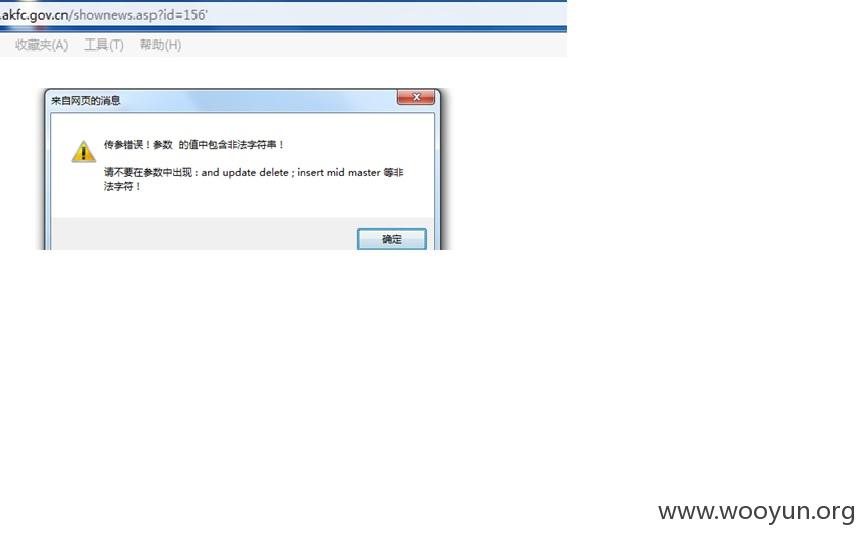 .akfc.gov.cn/shownews.asp?id=156'
收藏夹(A) 工具(T) 帮助(H)
来自网页的消息
传参错误！参数 的值中包含非法字符串！
请不要在参数中出现：and update delete ; insert mid master 等非
法字符！
确定
www.wooyun.org